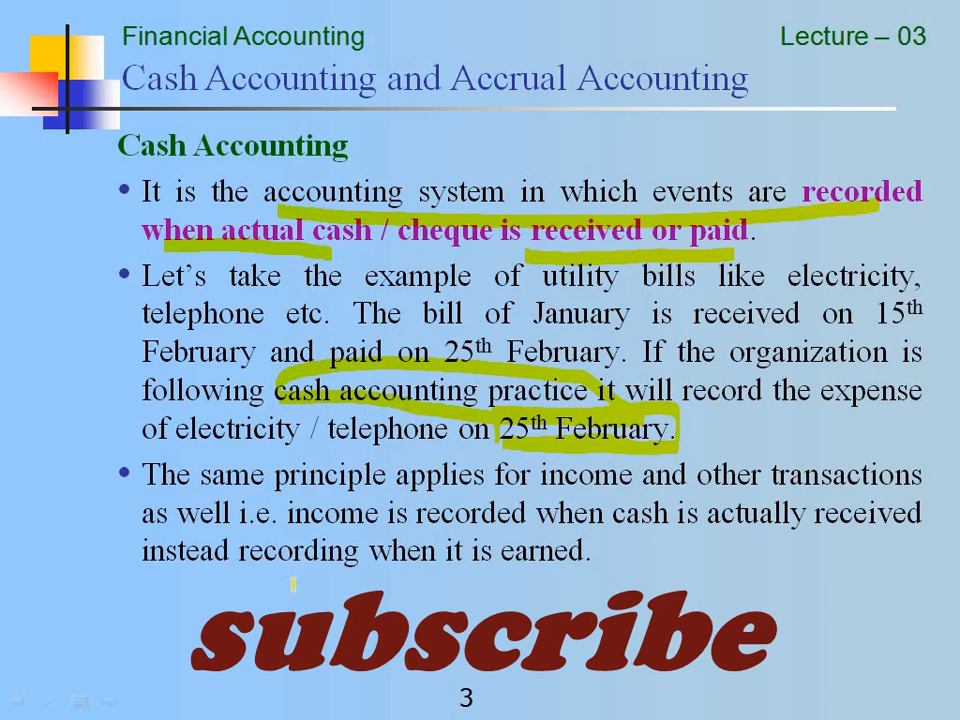 Financial Accounting Lecture – 03
Cash Accounting and Accrual Accounting
Cash Accounting
• It is the accounting system in which events are recorded
when actual cash / cheque is received or paid.
• Let’s take the example of utility bills like electricity,
telephone etc. The bill of January is received on 15th
February and paid on 25th February. If the organization is
following cash accounting practice it will record the expense
of electricity / telephone on 25th February.
• The same principle applies for income and other transactions
as well i.e. income is recorded when cash is actually received
instead recording when it is earned.
subscribe
3